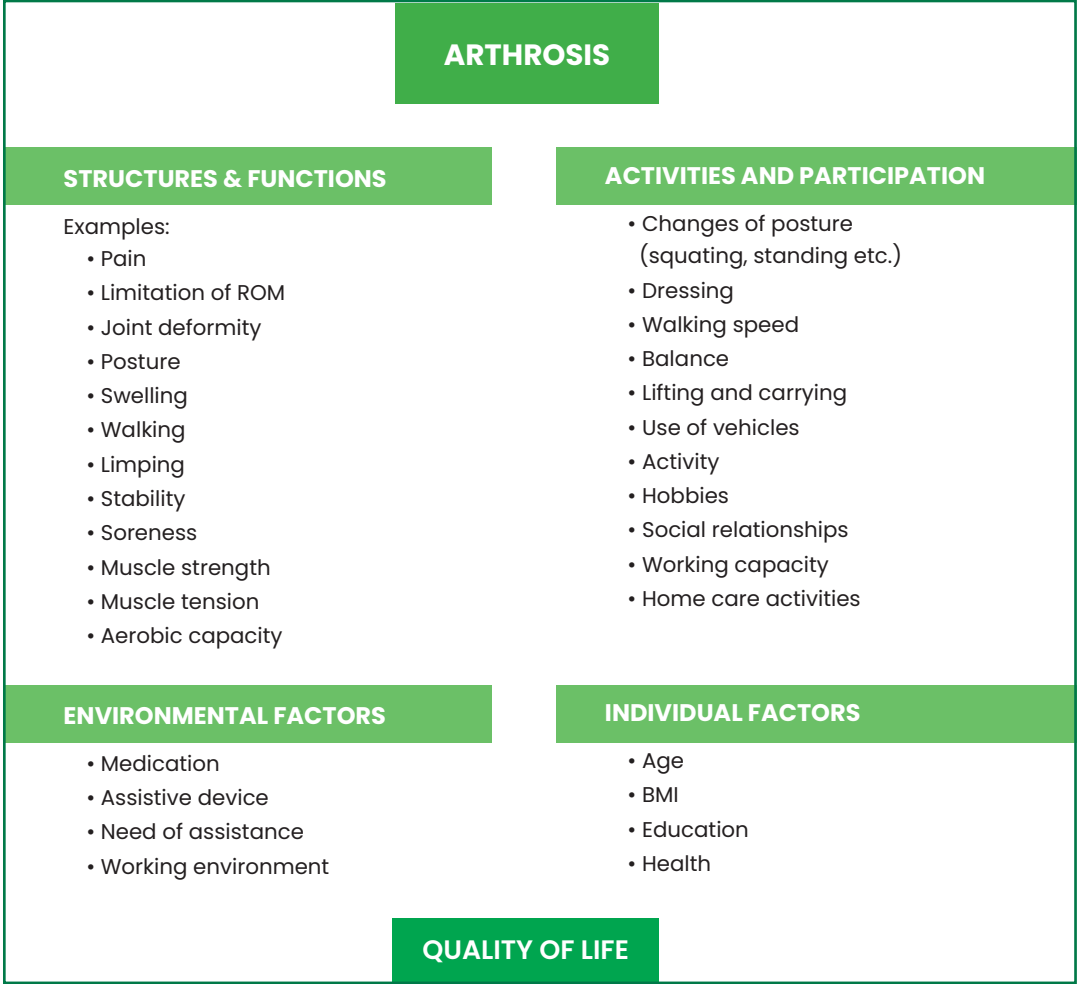 ARTHROSIS
STRUCTURES & FUNCTIONS
Examples:
• Pain
• Limitation of ROM
• Joint deformity
• Posture
• Swelling
• Walking
• Limping
• Stability
• Soreness
• Muscle strength
• Muscle tension
• Aerobic capacity
ACTIVITIES AND PARTICIPATION
• Changes of posture
(squating, standing etc.)
• Dressing
• Walking speed
• Balance
• Lifting and carrying
• Use of vehicles
• Activity
• Hobbies
• Social relationships
• Working capacity
• Home care activities
ENVIRONMENTAL FACTORS
• Medication
• Assistive device
• Need of assistance
• Working environment
INDIVIDUAL FACTORS
• Age
• BMI
• Education
• Health
QUALITY OF LIFE